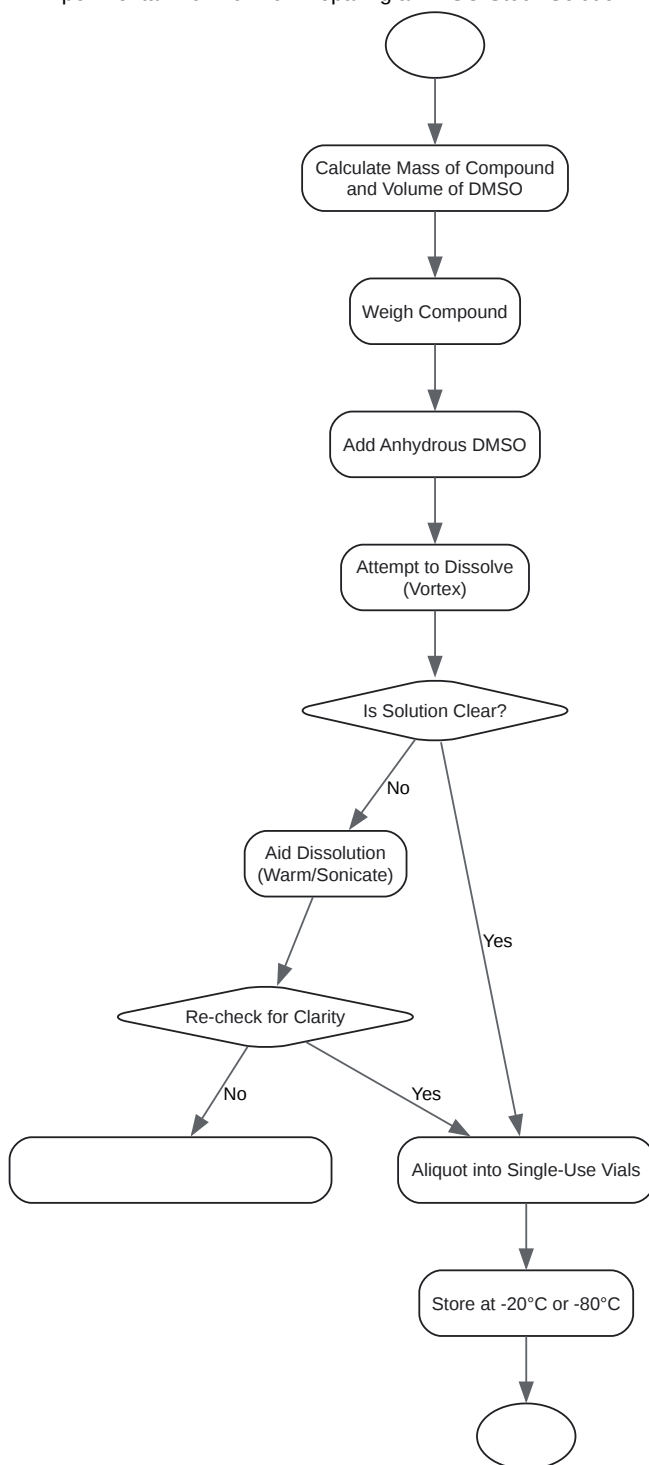 Calculate Mass of Compound
and Volume of DMSO
Weigh Compound
Add Anhydrous DMSO
Attempt to Dissolve
(Vortex)
Is Solution Clear?
No
Aid Dissolution
(Warm/Sonicate)
Yes
Re-check for Clarity
No
Yes
Aliquot into Single-Use Vials
Store at -20°C or -80°C